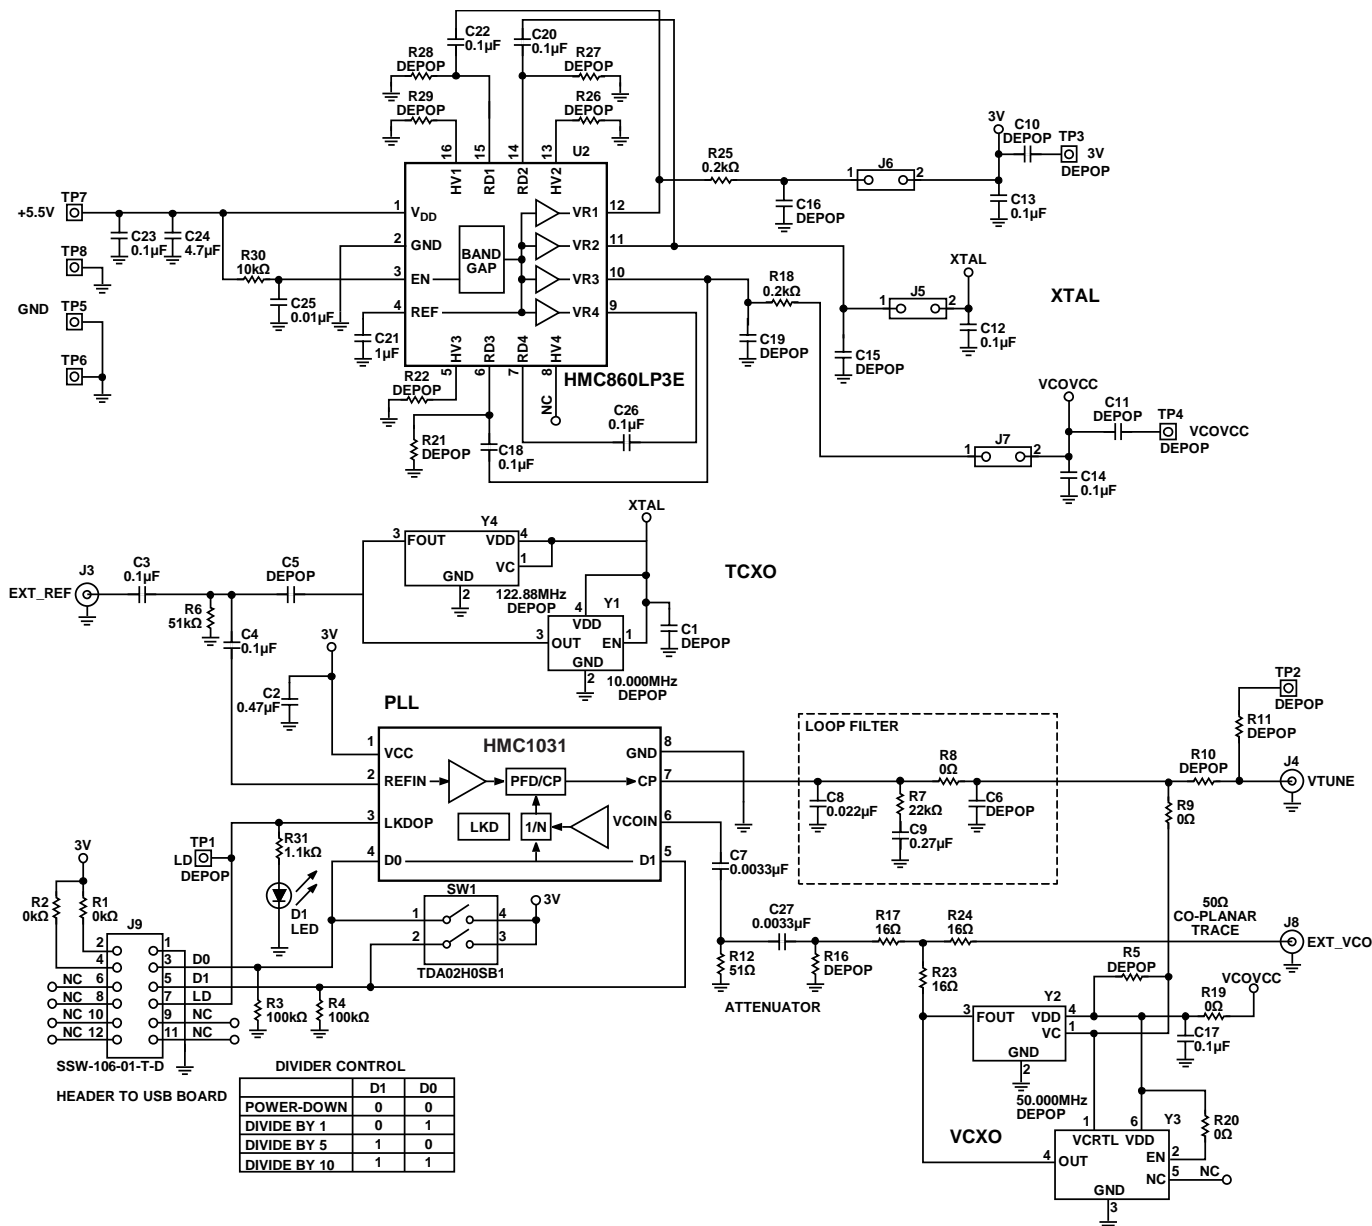 C22
0.1µF
C20
0.1µF
R28
DEPOP
R27
DEPOP
R29
DEPOP
R26
DEPOP
16
15
14
13
U2
HV1
RD1
RD2
HV2
3V
C10
DEPOP
TP3
3V
DEPOP
R25
0.2kΩ
1
J6
2
C16
DEPOP
C13
0.1µF
+5.5V
TP7
1
VDD
VR1
12
C23
0.1µF
C24
4.7µF
TP8
2
GND
BAND
GAP
VR2
11
R30
10kΩ
3
EN
VR3
10
C25
0.01µF
4
REF
VR4
9
GND
TP5
C21
1µF
TP6
HV3
RD3
RD4
HV4
5
6
7
8
HMC860LP3E
R18
0.2kΩ
XTAL
1
J5
2
XTAL
C19
DEPOP
C15
DEPOP
C12
0.1µF
R22
DEPOP
NC
C26
0.1µF
R21
DEPOP
C18
0.1µF
VCOVCC
C11
DEPOP
TP4
VCOVCC
DEPOP
1
J7
2
C14
0.1µF
XTAL
Y4
3
FOUT
VDD
4
VC
1
GND
2
122.88MHz
DEPOP
TCXO
J3
EXT_REF
C3
0.1µF
C5
DEPOP
R6
51kΩ
C4
0.1µF
Y1
4
VDD
3
OUT
EN
1
GND
2
10.000MHz
DEPOP
C1
DEPOP
3V
C2
0.47µF
PLL
HMC1031
1
VCC
GND
8
2
REFIN
PFD/CP
CP
7
3
LKDOP
LKD
1/N
VCOIN
6
4
D0
D1
5
LOOP FILTER
R8
0Ω
C8
0.022µF
R7
22kΩ
C9
0.27µF
C6
DEPOP
TP2
DEPOP
R11
DEPOP
R10
DEPOP
J4
VTUNE
R9
0Ω
TP1
LD
DEPOP
R31
1.1kΩ
D1
LED
3V
R2
0kΩ
R1
0kΩ
SW1
3V
1
4
2
3
TDA02H0SB1
C7
0.0033µF
C27
0.0033µF
R17
16Ω
R24
16Ω
50Ω
CO-PLANAR
TRACE
J8
EXT_VCO
R12
51Ω
R16
DEPOP
ATTENUATOR
R23
16Ω
R5
DEPOP
J9
2
1
4
3
D0
NC
6
5
D1
NC
8
7
LD
NC
10
9
NC
NC
12
11
NC
SSW-106-01-T-D
HEADER TO USB BOARD
R3
100kΩ
R4
100kΩ
Y2
3
FOUT
VDD
4
VC
1
GND
2
50.000MHz
DEPOP
R19
0Ω
VCOVCC
C17
0.1µF
VCXO
1
6
Y3
VCRTL
VDD
4
OUT
EN
2
NC
5
NC
GND
3
R20
0Ω
DIVIDER CONTROL
D1 D0
POWER-DOWN 0 0
DIVIDE BY 1 0 1
DIVIDE BY 5 1 0
DIVIDE BY 10 1 1